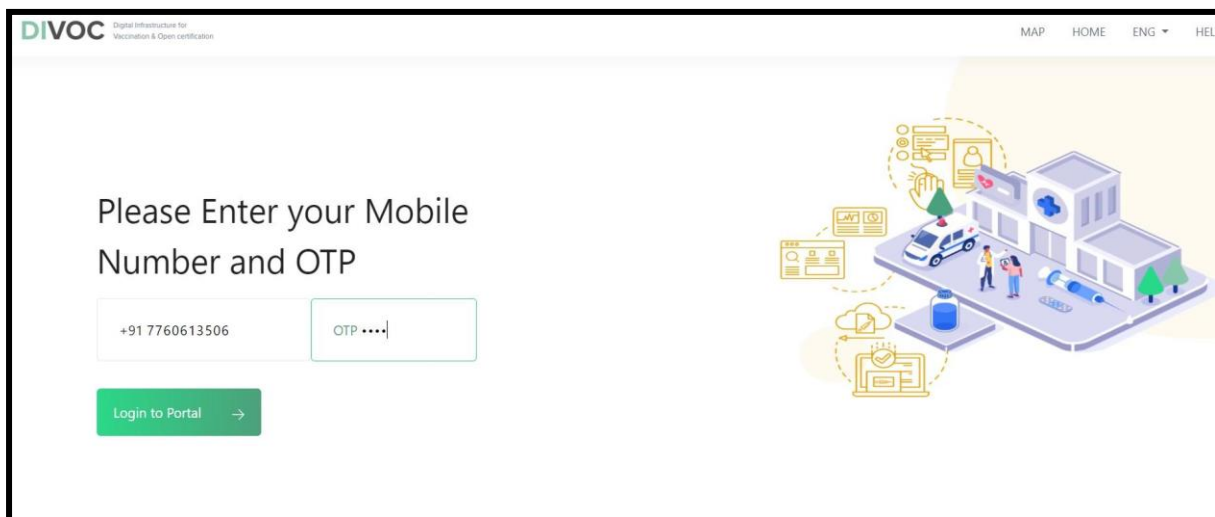 DIVOC Digital Infrastructure for
Vaccination & Open certification
MAP HOME ENG HEL
Please Enter your Mobile
Number and OTP
+91 7760613506 OTP ••••
Login to Portal →